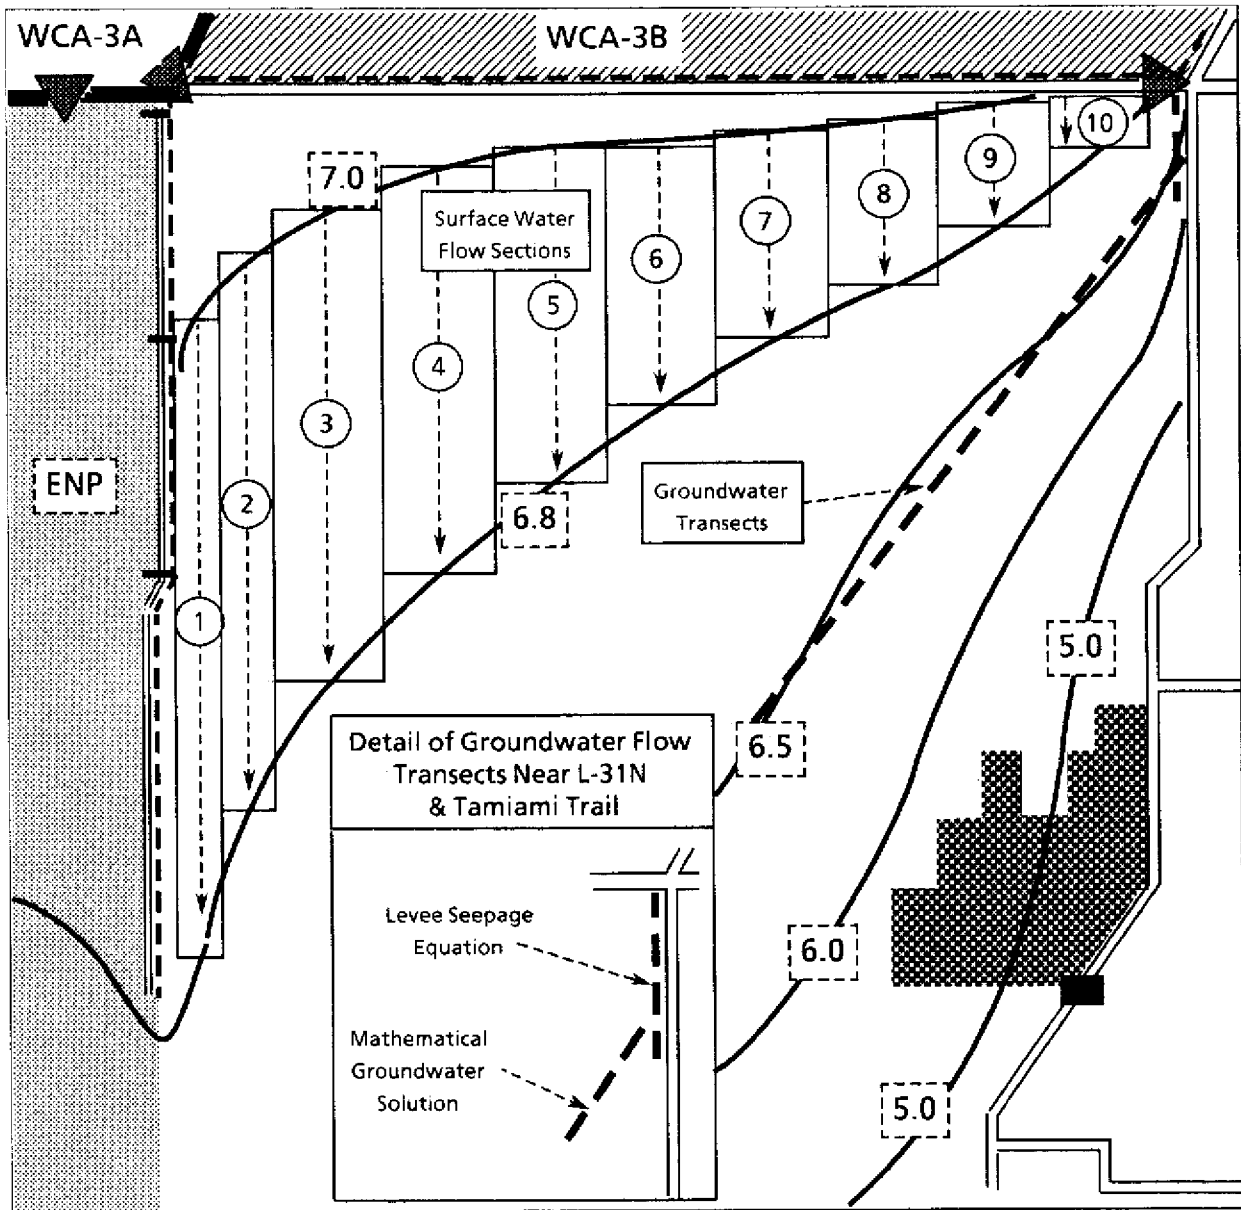 WCA-3A
WCA-3B
10
9
8
7
6
5
4
3
2
1
7.0
Surface Water
Flow Sections
ENP
6.8
Groundwater
Transects
5.0
6.5
6.0
5.0
Detail of Groundwater Flow
Transects Near L-31N
& Tamiami Trail
Levee Seepage
Equation
Mathematical
Groundwater
Solution